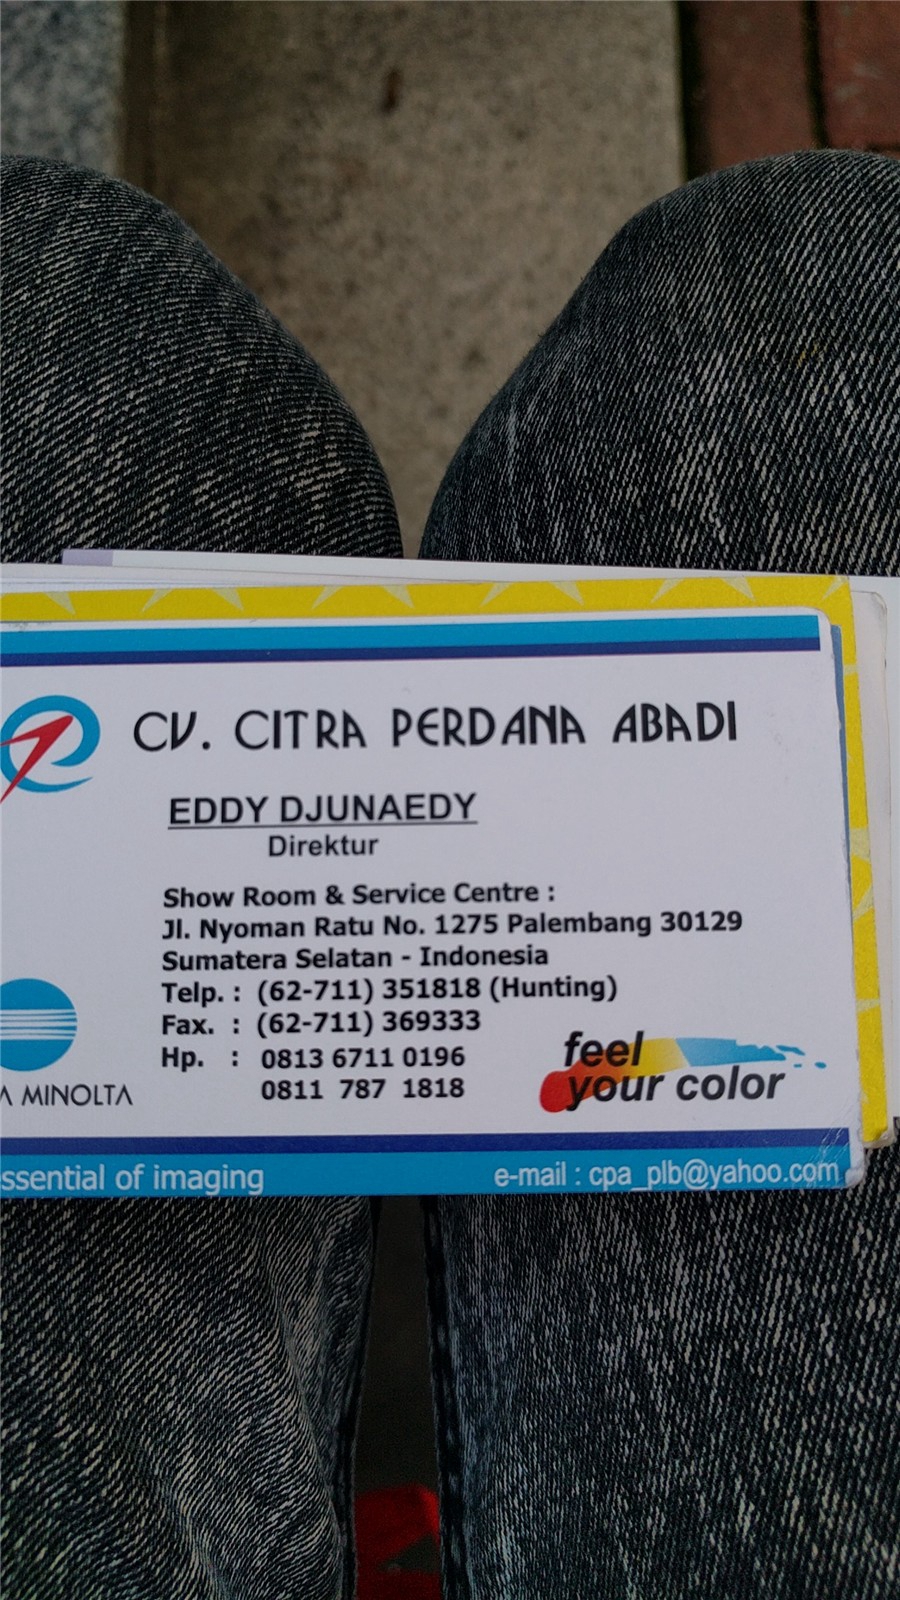 CV. CITRA PERDANA ABADI
EDDY DJUNAEDY
Direktur
Show Room & Service Centre :
Jl. Nyoman Ratu No. 1275 Palembang 30129
Sumatera Selatan - Indonesia
Telp. : (62-711) 351818 (Hunting)
Fax. : (62-711) 369333
Hp. : 0813 6711 0196
0811 787 1818
A MINOLTA
feel
your color
ssential of imaging
e-mail : cpa_plb@yahoo.com